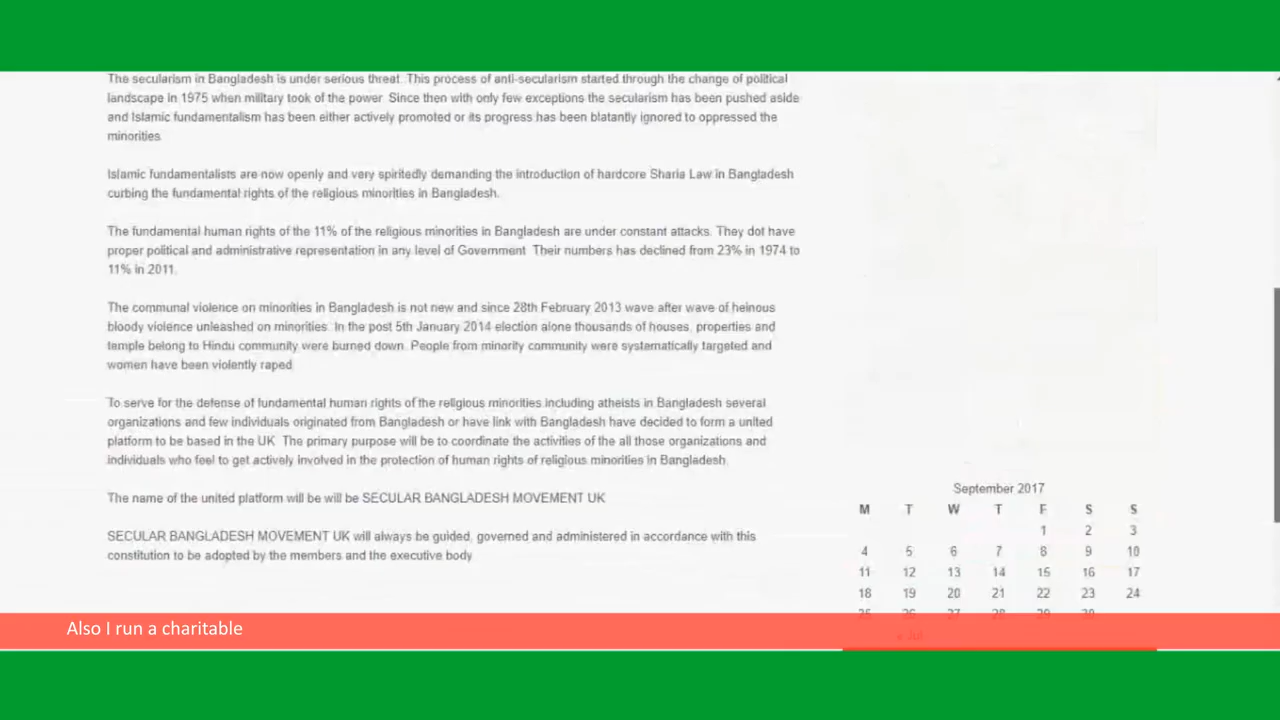 The secularism in Bangladesh is under serious threat. This process of anti-secularism started through the change of political
landscape in 1975 when military took of the power. Since then with only few exceptions the secularism has been pushed aside
and Islamic fundamentalism has been either actively promoted or its progress has been blatantly ignored to oppressed the
minorities.
Islamic fundamentalists are now openly and very spiritedly demanding the introduction of hardcore Sharia Law in Bangladesh
curbing the fundamental rights of the religious minorities in Bangladesh.
The fundamental human rights of the 11% of the religious minorities in Bangladesh are under constant attacks. They dot have
proper political and administrative representation in any level of Government. Their numbers has declined from 23% in 1974 to
11% in 2011.
The communal violence on minorities in Bangladesh is not new and since 28th February 2013 wave after wave of heinous
bloody violence unleashed on minorities. In the post 5th January 2014 election alone thousands of houses, properties and
temple belong to Hindu community were burned down. People from minority community were systematically targeted and
women have been violently raped.
To serve for the defense of fundamental human rights of the religious minorities including atheists in Bangladesh several
organizations and few individuals originated from Bangladesh or have link with Bangladesh have decided to form a united
platform to be based in the UK. The primary purpose will be to coordinate the activities of the all those organizations and
individuals who feel to get actively involved in the protection of human rights of religious minorities in Bangladesh.
The name of the united platform will be will be SECULAR BANGLADESH MOVEMENT UK
SECULAR BANGLADESH MOVEMENT UK will always be guided, governed and administered in accordance with this
constitution to be adopted by the members and the executive body.
September 2017
M T W T F S S
1 2 3
4 5 6 7 8 9 10
11 12 13 14 15 16 17
18 19 20 21 22 23 24
25 26 27 28 29 30
« Jul
Also I run a charitable